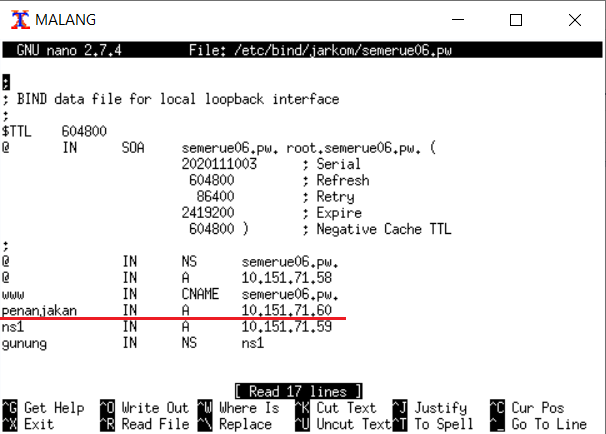 MALANG
GNU nano 2.7.4 File: /etc/bind/jarkom/semerue06.pw
;
; BIND data file for local loopback interface
;
$TTL 604800
@ IN SOA semerue06.pw. root.semerue06.pw. (
2020111003 ; Serial
604800 ; Refresh
86400 ; Retry
2419200 ; Expire
604800 ) ; Negative Cache TTL
;
@ IN NS semerue06.pw.
@ IN A 10.151.71.58
www IN CNAME semerue06.pw.
penanjakan IN A 10.151.71.60
ns1 IN A 10.151.71.59
gunung IN NS ns1
[ Read 17 lines ]
^G Get Help ^O Write Out ^W Where Is ^K Cut Text ^J Justify ^C Cur Pos
^X Exit ^R Read File ^\ Replace ^U Uncut Text ^T To Spell ^_ Go To Line